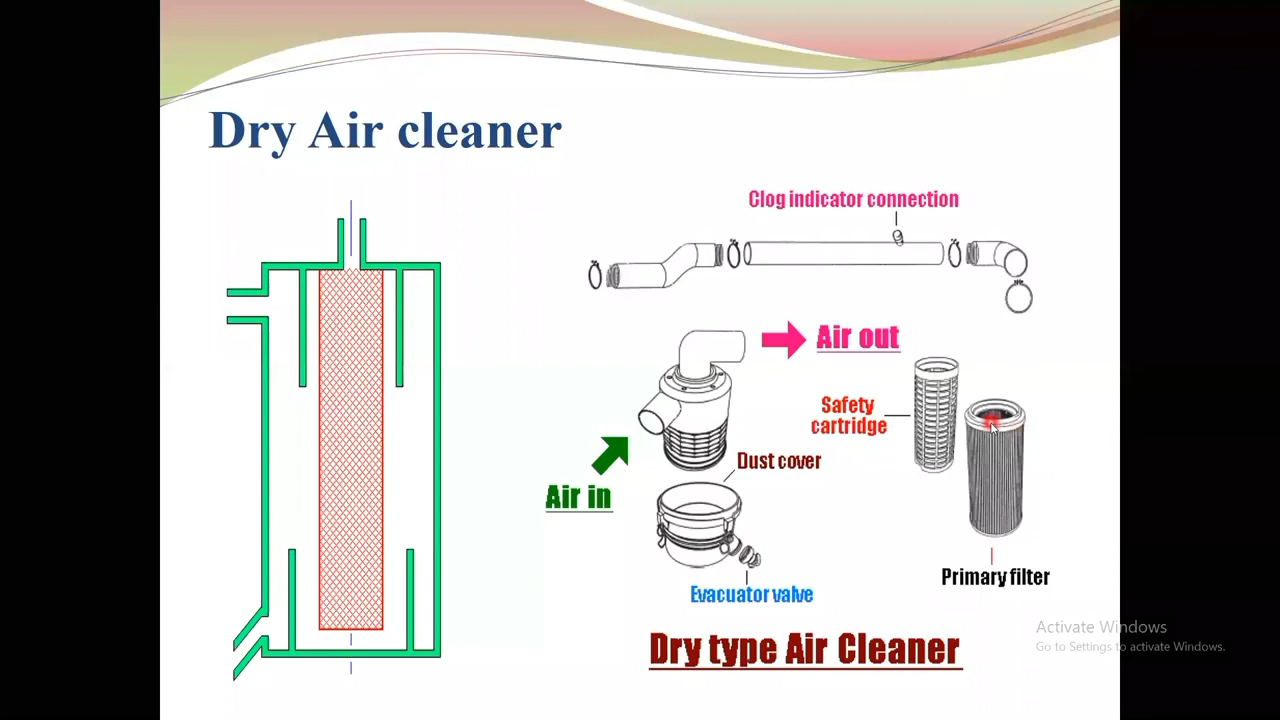 Dry Air cleaner
Clog indicator connection
Air out
Safety
cartridge
Dust cover
Air in
Primary filter
Evacuator valve
Dry type Air Cleaner
Activate Windows
Go to Settings to activate Windows.